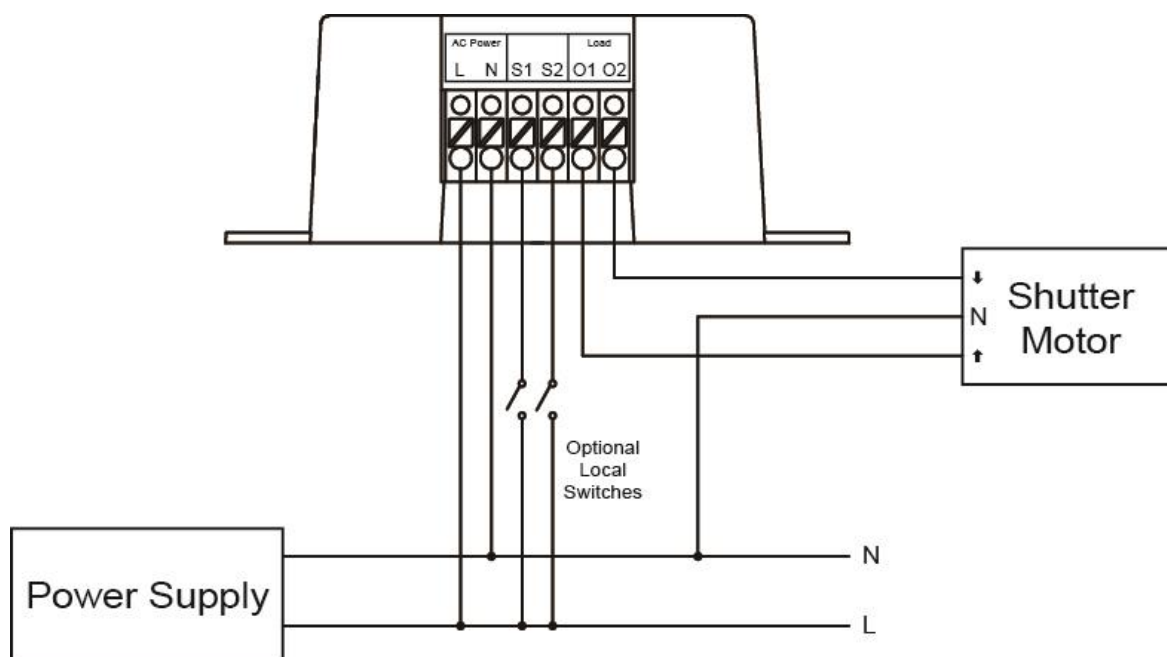 AC Power Load
L N S1 S2 O1 O2
Shutter
N
Motor
Optional
Local
Switches
N
Power Supply
L